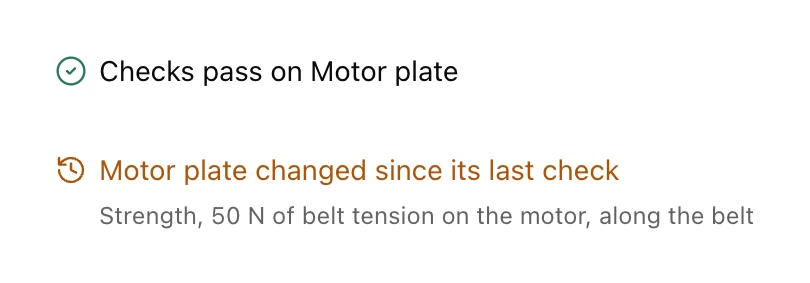 Checks pass on Motor plate
Motor plate changed since its last check
Strength, 50 N of belt tension on the motor, along the belt